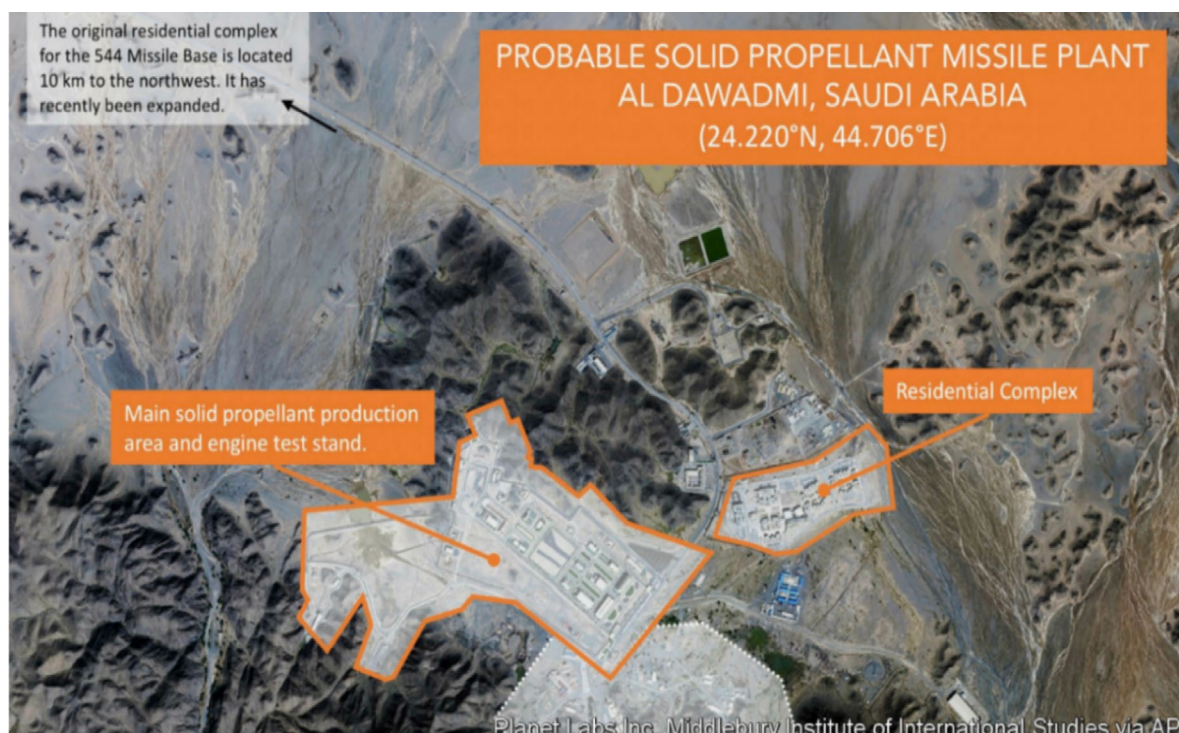 The original residential complex
for the 544 Missile Base is located
10 km to the northwest. It has
recently been expanded.
PROBABLE SOLID PROPELLANT MISSILE PLANT
AL DAWADMI, SAUDI ARABIA
(24.220°N, 44.706°E)
Residential Complex
Main solid propellant production
area and engine test stand.
Planet Labs Inc, Middlebury Institute of International Studies via AP